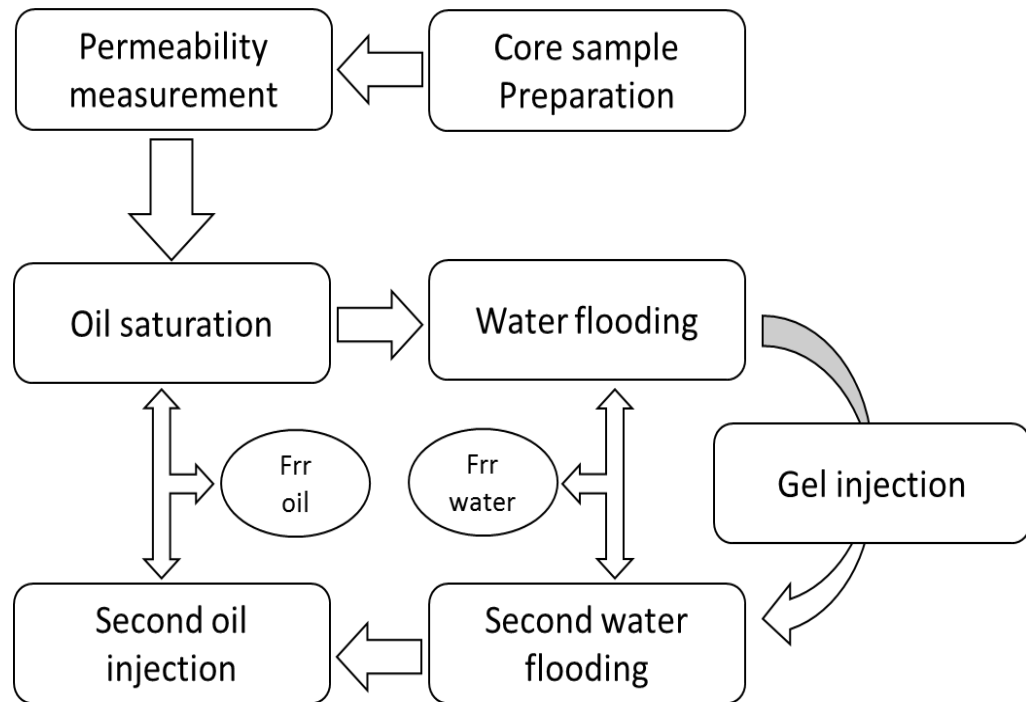 Permeability
measurement
Core sample
Preparation
Oil saturation
Water flooding
Frr
oil
Frr
water
Gel injection
Second oil
injection
Second water
flooding